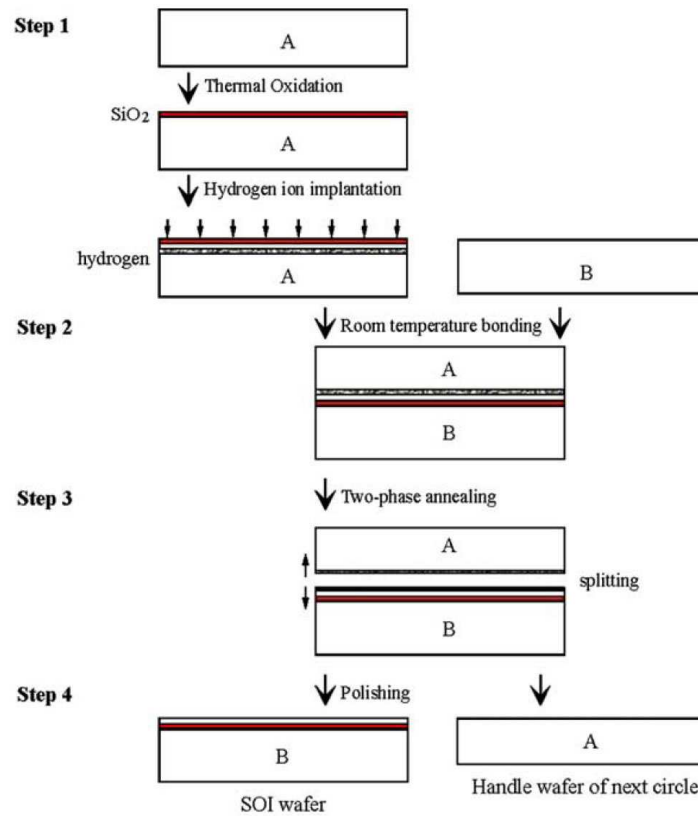 Step 1
A
Thermal Oxidation
SiO₂
A
Hydrogen ion implantation
hydrogen
A
B
Step 2
Room temperature bonding
A
B
Step 3
Two-phase annealing
A
splitting
B
Step 4
Polishing
B
A
SOI wafer
Handle wafer of next circle